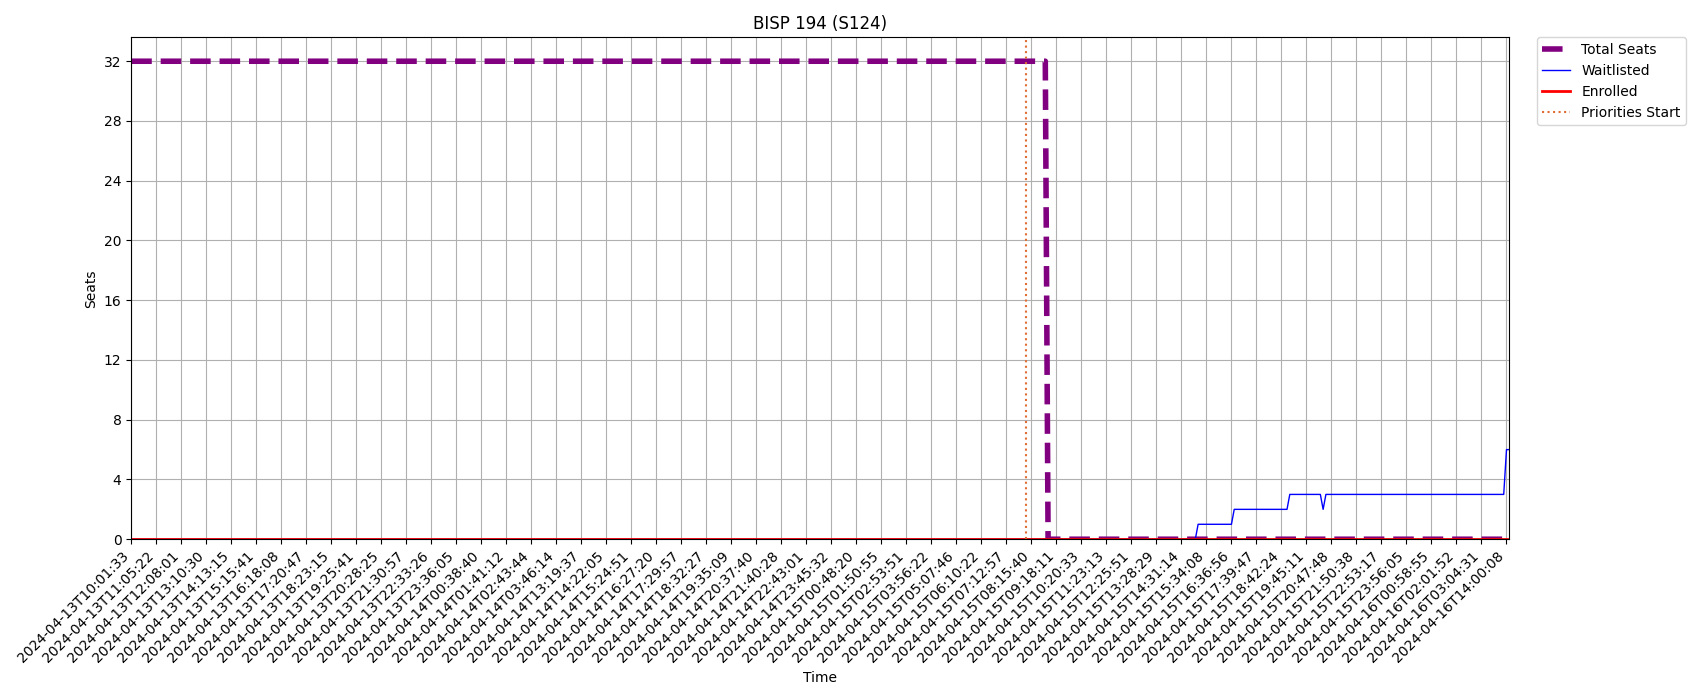 BISP 194 (S124)
Total Seats
Waitlisted
Enrolled
Priorities Start
Seats
32
28
24
20
16
12
8
4
0
2024-04-13T10:01:33
2024-04-13T11:05:22
2024-04-13T12:08:01
2024-04-13T13:10:30
2024-04-13T14:13:15
2024-04-13T15:15:41
2024-04-13T16:18:08
2024-04-13T17:20:47
2024-04-13T18:23:15
2024-04-13T19:25:41
2024-04-13T20:28:25
2024-04-13T21:30:57
2024-04-13T22:33:26
2024-04-13T23:36:05
2024-04-14T00:38:40
2024-04-14T01:41:12
2024-04-14T02:43:44
2024-04-14T03:46:14
2024-04-14T13:19:37
2024-04-14T14:22:05
2024-04-14T15:24:51
2024-04-14T16:27:20
2024-04-14T17:29:57
2024-04-14T18:32:27
2024-04-14T19:35:09
2024-04-14T20:37:40
2024-04-14T21:40:28
2024-04-14T22:43:01
2024-04-14T23:45:32
2024-04-15T00:48:20
2024-04-15T01:50:55
2024-04-15T02:53:51
2024-04-15T03:56:22
2024-04-15T05:07:46
2024-04-15T06:10:22
2024-04-15T07:12:57
2024-04-15T08:15:40
2024-04-15T09:18:11
2024-04-15T10:20:33
2024-04-15T11:23:13
2024-04-15T12:25:51
2024-04-15T13:28:29
2024-04-15T14:31:14
2024-04-15T15:34:08
2024-04-15T16:36:56
2024-04-15T17:39:47
2024-04-15T18:42:24
2024-04-15T19:45:11
2024-04-15T20:47:48
2024-04-15T21:50:38
2024-04-15T22:53:17
2024-04-15T23:56:05
2024-04-16T00:58:55
2024-04-16T02:01:52
2024-04-16T03:04:31
2024-04-16T14:00:08
Time